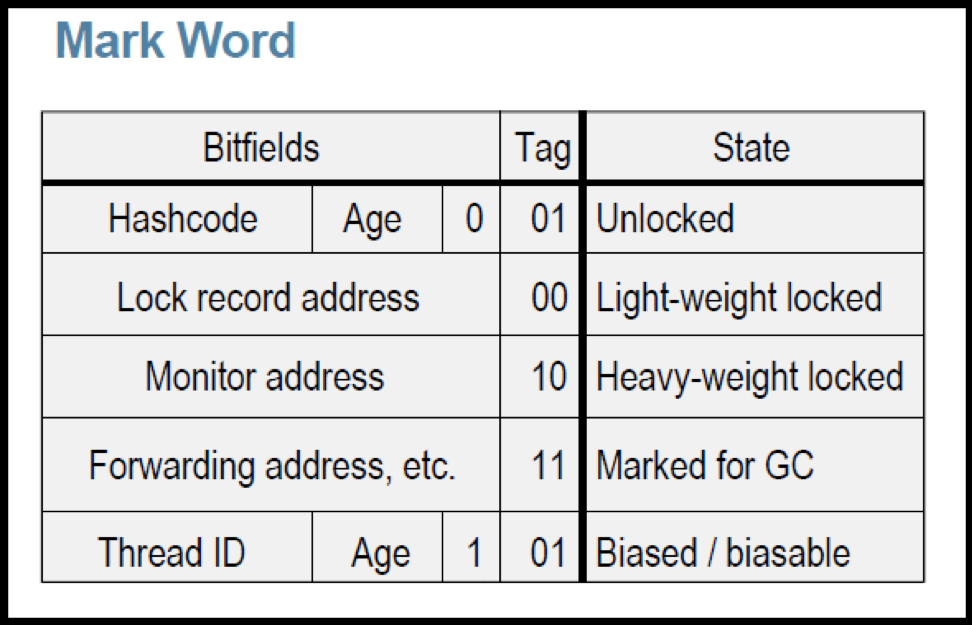 Mark Word
Bitfields Tag State
Hashcode Age 0 01 Unlocked
Lock record address 00 Light-weight locked
Monitor address 10 Heavy-weight locked
Forwarding address, etc. 11 Marked for GC
Thread ID Age 1 01 Biased / biasable